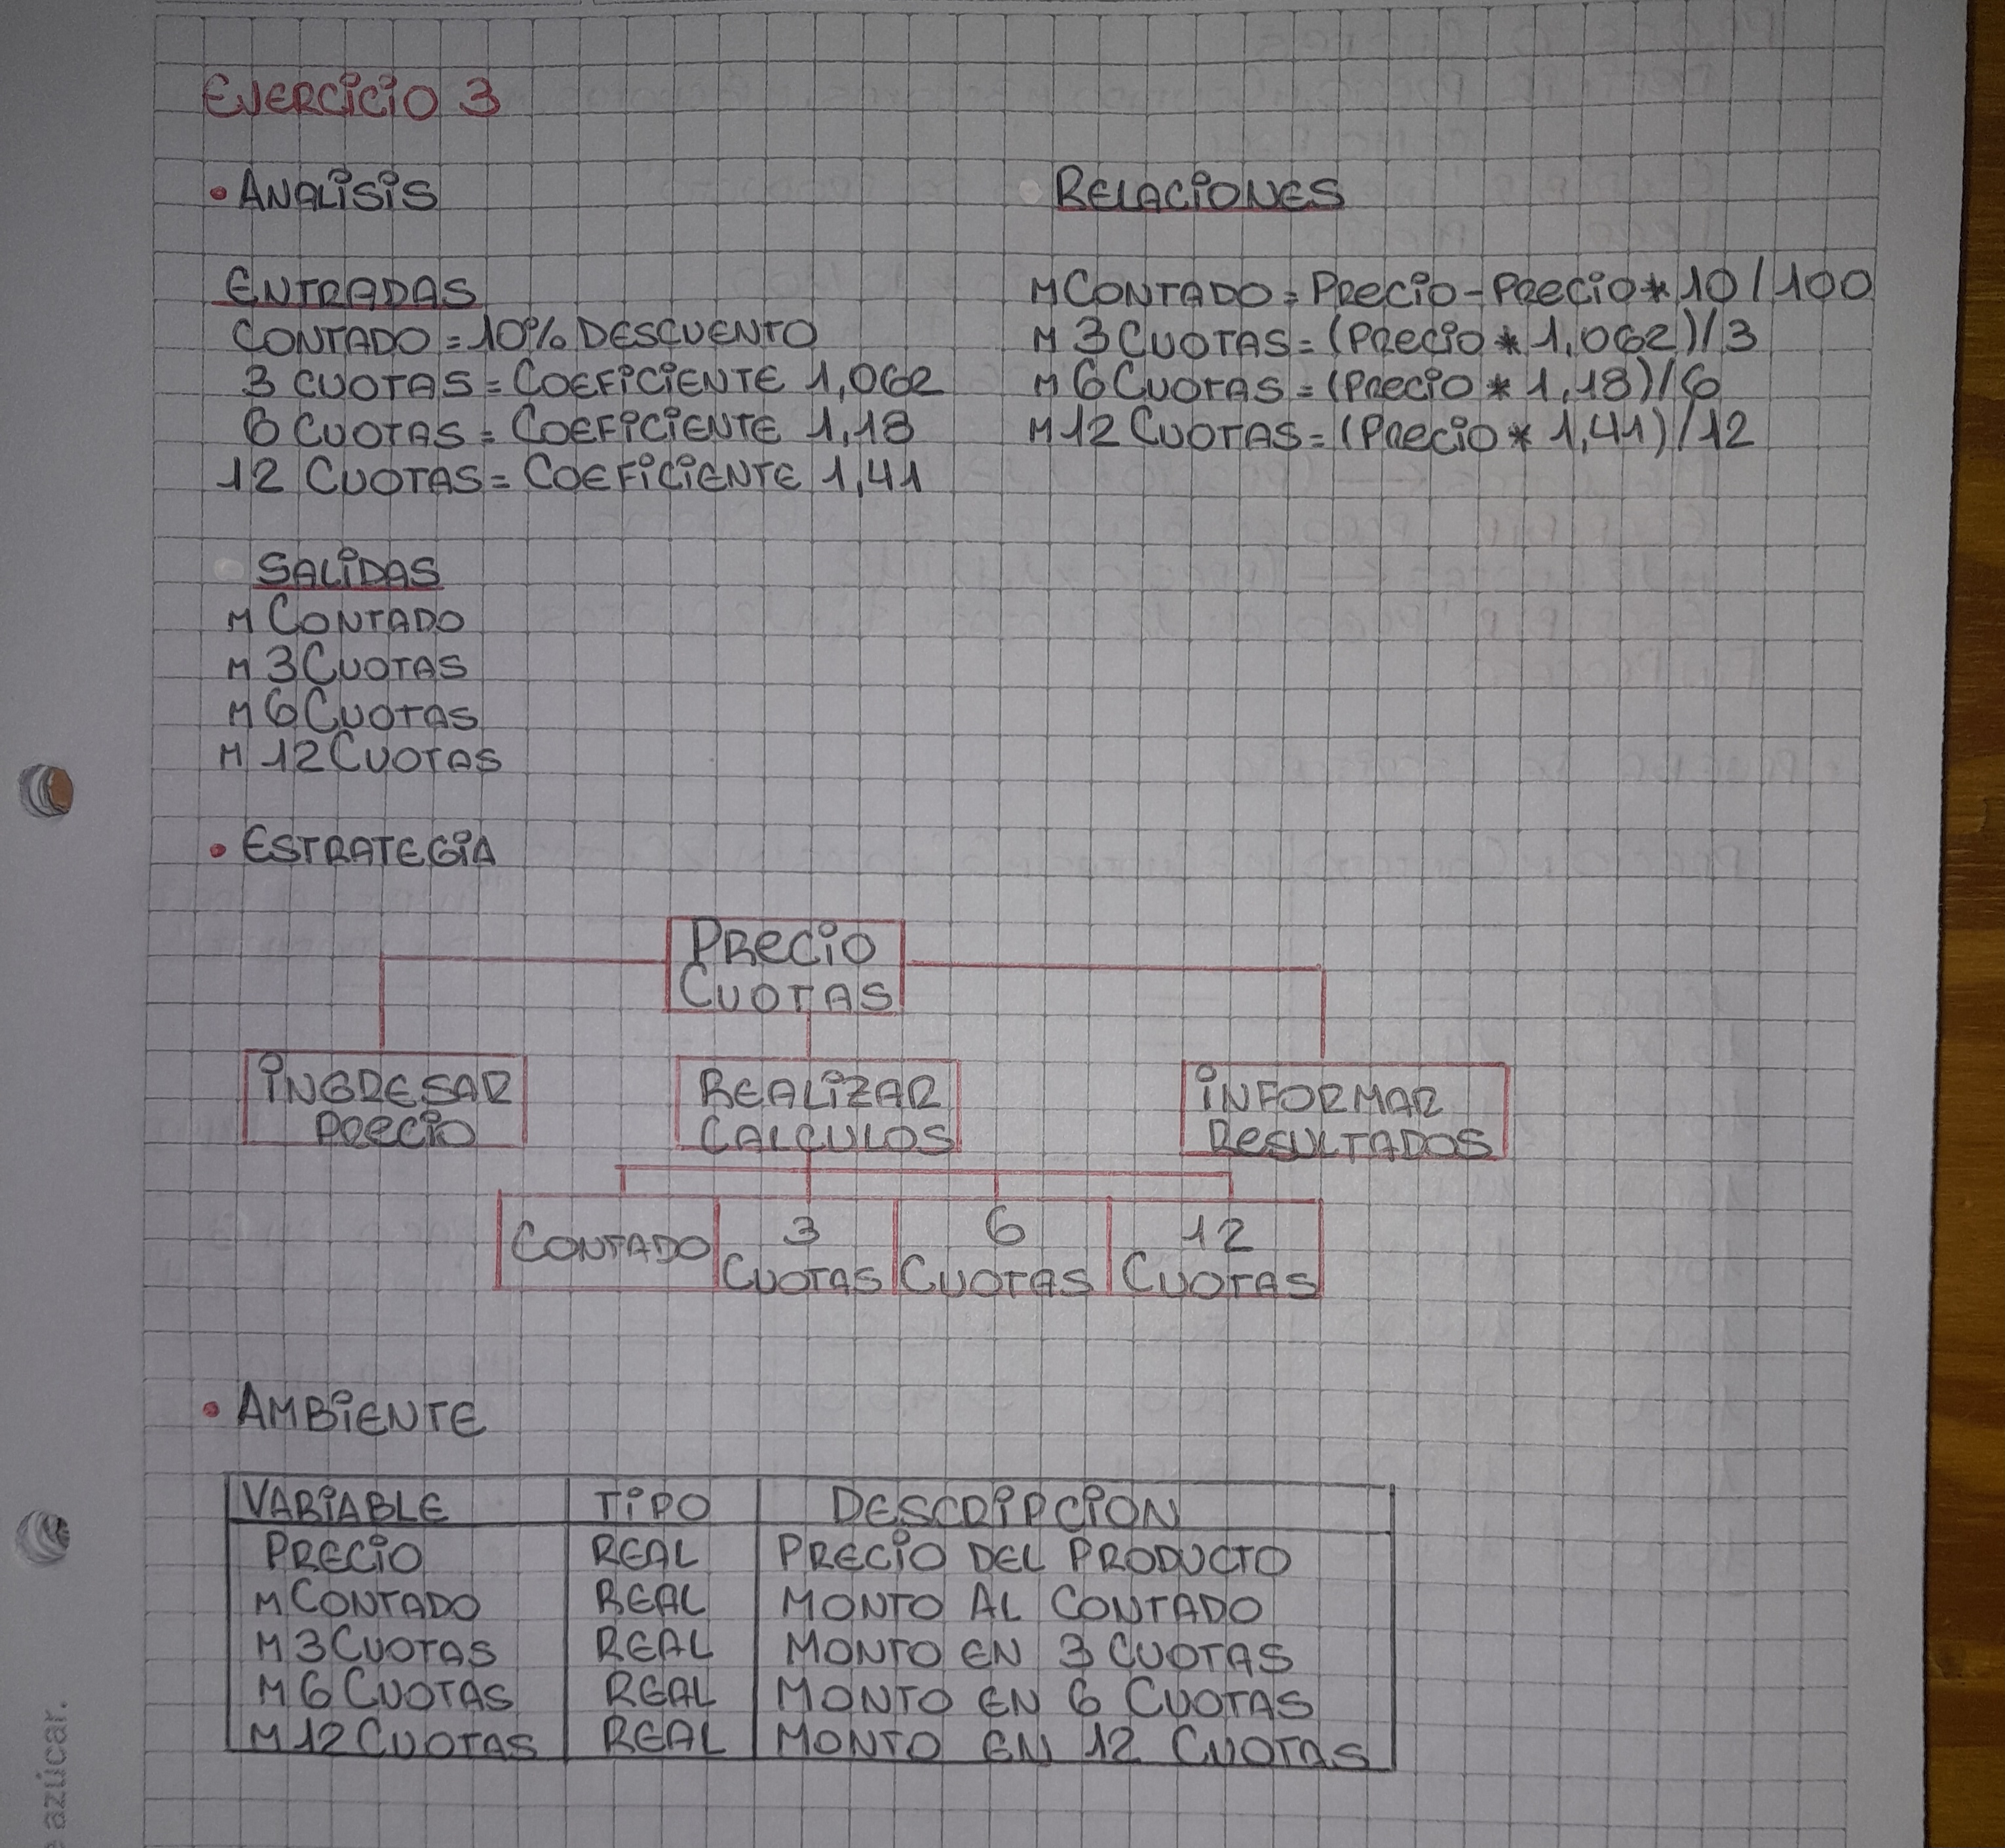 EJERCICIO 3
• ANALISIS
ENTRADAS
CONTADO = 10% DESCUENTO
3 CUOTAS = COEFICIENTE 1,062
6 CUOTAS = COEFICIENTE 1,18
12 CUOTAS = COEFICIENTE 1,41
RELACIONES
M CONTADO = PRECIO - PRECIO * 10 / 100
M 3 CUOTAS = (PRECIO * 1,062) / 3
M 6 CUOTAS = (PRECIO * 1,18) / 6
M 12 CUOTAS = (PRECIO * 1,41) / 12
SALIDAS
M CONTADO
M 3 CUOTAS
M 6 CUOTAS
M 12 CUOTAS
• ESTRATEGIA
PRECIO
CUOTAS
INGRESAR
PRECIO
REALIZAR
CALCULOS
INFORMAR
RESULTADOS
CONTADO
3
CUOTAS
6
CUOTAS
12
CUOTAS
• AMBIENTE
VARIABLE TIPO DESCRIPCION
PRECIO REAL PRECIO DEL PRODUCTO
M CONTADO REAL MONTO AL CONTADO
M 3 CUOTAS REAL MONTO EN 3 CUOTAS
M 6 CUOTAS REAL MONTO EN 6 CUOTAS
M 12 CUOTAS REAL MONTO EN 12 CUOTAS
azúcar.